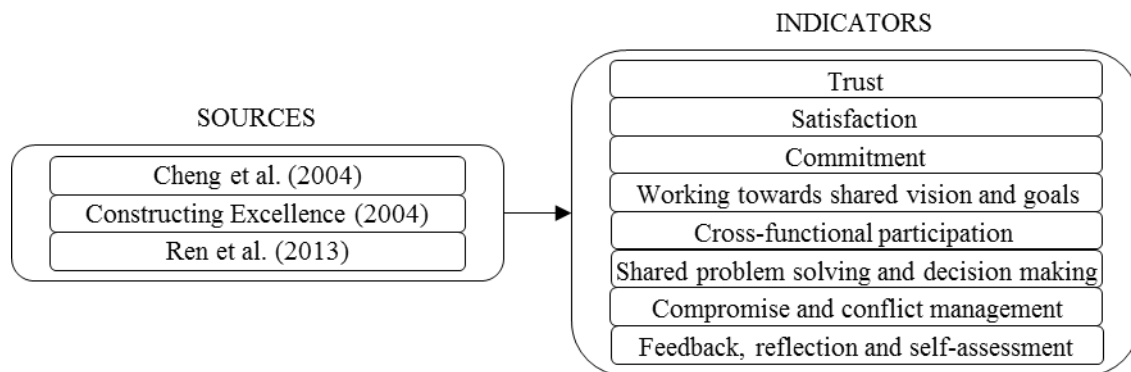 SOURCES
Cheng et al. (2004)
Constructing Excellence (2004)
Ren et al. (2013)
INDICATORS
Trust
Satisfaction
Commitment
Working towards shared vision and goals
Cross-functional participation
Shared problem solving and decision making
Compromise and conflict management
Feedback, reflection and self-assessment